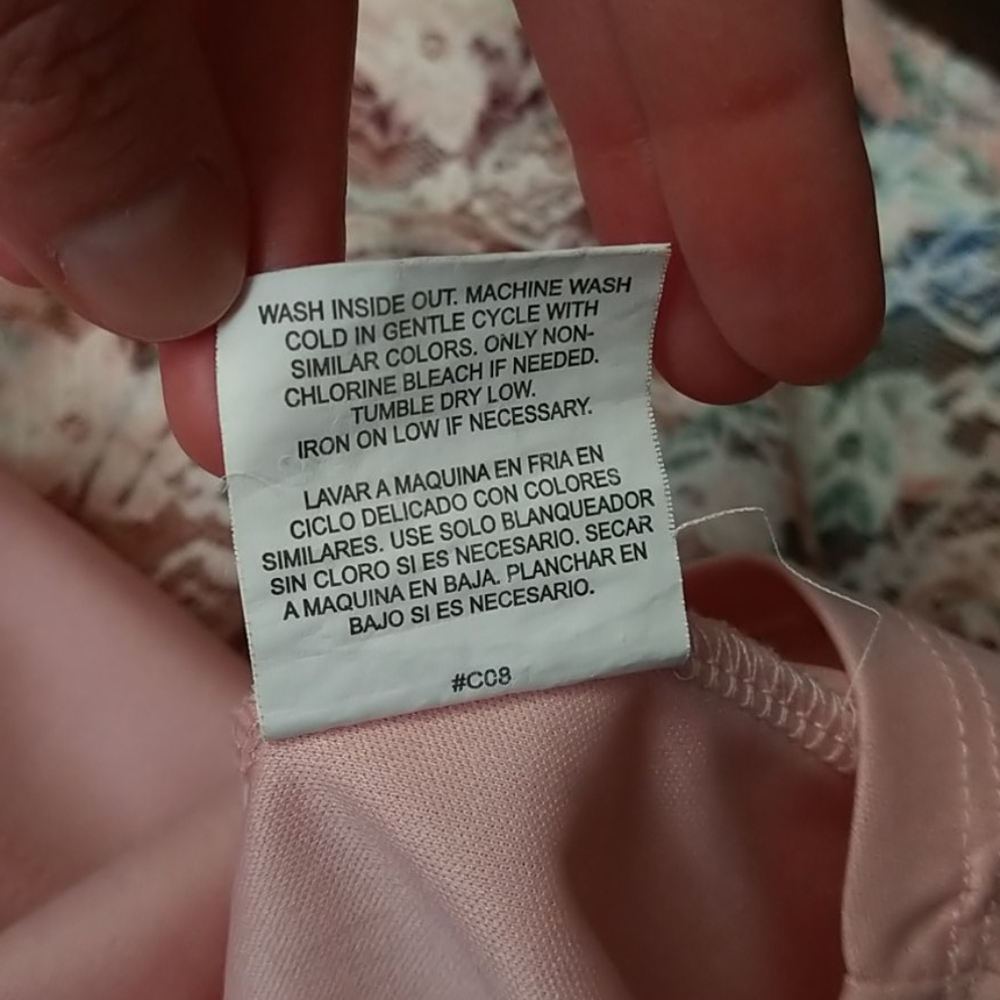 WASH INSIDE OUT. MACHINE WASH
COLD IN GENTLE CYCLE WITH
SIMILAR COLORS. ONLY NON-
CHLORINE BLEACH IF NEEDED.
TUMBLE DRY LOW.
IRON ON LOW IF NECESSARY.
LAVAR A MAQUINA EN FRIA EN
CICLO DELICADO CON COLORES
SIMILARES. USE SOLO BLANQUEADOR
SIN CLORO SI ES NECESARIO. SECAR
A MAQUINA EN BAJA. PLANCHAR EN
BAJO SI ES NECESARIO.
#C08